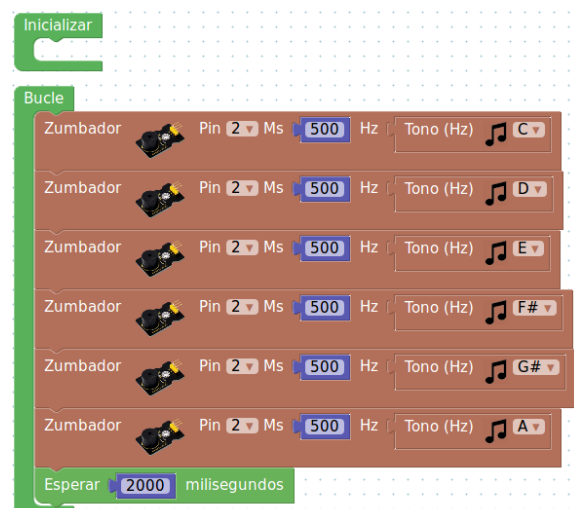 Inicializar
Bucle
Zumbador Pin 2 Ms 500 Hz Tono (Hz) C
Zumbador Pin 2 Ms 500 Hz Tono (Hz) D
Zumbador Pin 2 Ms 500 Hz Tono (Hz) E
Zumbador Pin 2 Ms 500 Hz Tono (Hz) F#
Zumbador Pin 2 Ms 500 Hz Tono (Hz) G#
Zumbador Pin 2 Ms 500 Hz Tono (Hz) A
Esperar 2000 milisegundos